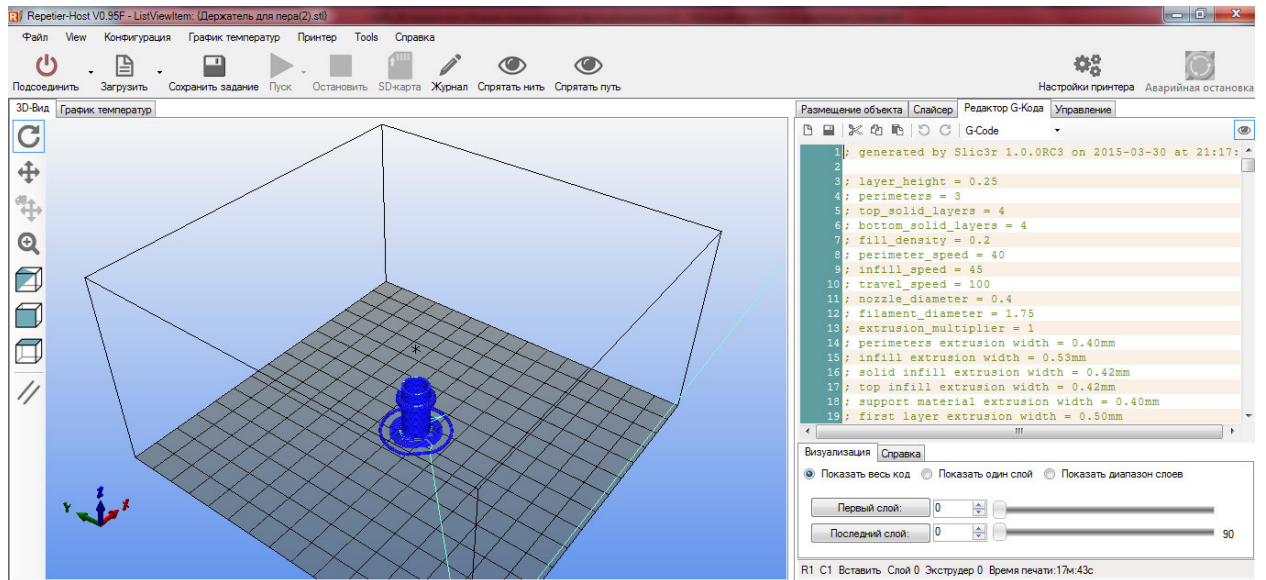 Repetier-Host V0.95F - ListViewItem: {Держатель для пера(2).stl}
Файл View Конфигурация График температур Принтер Tools Справка
Подсоединить Загрузить Сохранить задание Пуск Остановить SD-карта Журнал Спрятать нить Спрятать путь Настройки принтера Аварийная остановка
3D-Вид График температур
Размещение объекта Слайсер Редактор G-Кода Управление
G-Code
1 ; generated by Slic3r 1.0.0RC3 on 2015-03-30 at 21:17:
2
3 ; layer_height = 0.25
4 ; perimeters = 3
5 ; top_solid_layers = 4
6 ; bottom_solid_layers = 4
7 ; fill_density = 0.2
8 ; perimeter_speed = 40
9 ; infill_speed = 45
10 ; travel_speed = 100
11 ; nozzle_diameter = 0.4
12 ; filament_diameter = 1.75
13 ; extrusion_multiplier = 1
14 ; perimeters extrusion width = 0.40mm
15 ; infill extrusion width = 0.53mm
16 ; solid infill extrusion width = 0.42mm
17 ; top infill extrusion width = 0.42mm
18 ; support material extrusion width = 0.40mm
19 ; first layer extrusion width = 0.50mm
Визуализация Справка
Показать весь код Показать один слой Показать диапазон слоев
Первый слой: 0
Последний слой: 0 90
Y Z X
R1 C1 Вставить Слой 0 Экструдер 0 Время печати:17м:43с